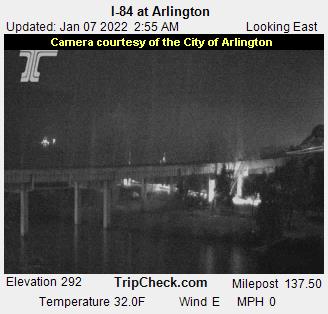 I-84 at Arlington
Updated: Jan 07 2022 2:55 AM Looking East
Camera courtesy of the City of Arlington
Elevation 292 TripCheck.com Milepost 137.50
Temperature 32.0F Wind E MPH 0